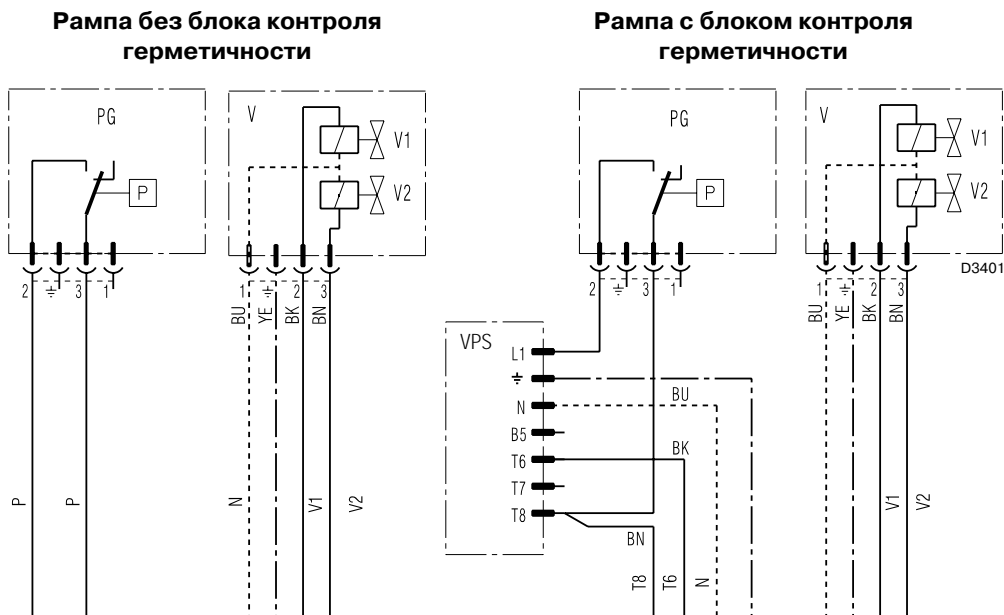 Рампа без блока контроля
герметичности
Рампа с блоком контроля
герметичности
PG
P
2
3
1
V
V1
V2
1
2
3
BU
YE
BK
BN
P
P
N
V1
V2
PG
P
2
3
1
V
V1
V2
D3401
1
2
3
BU
YE
BK
BN
VPS
L1
N
B5
T6
T7
T8
BU
BK
BN
T8
T6
N
V1
V2